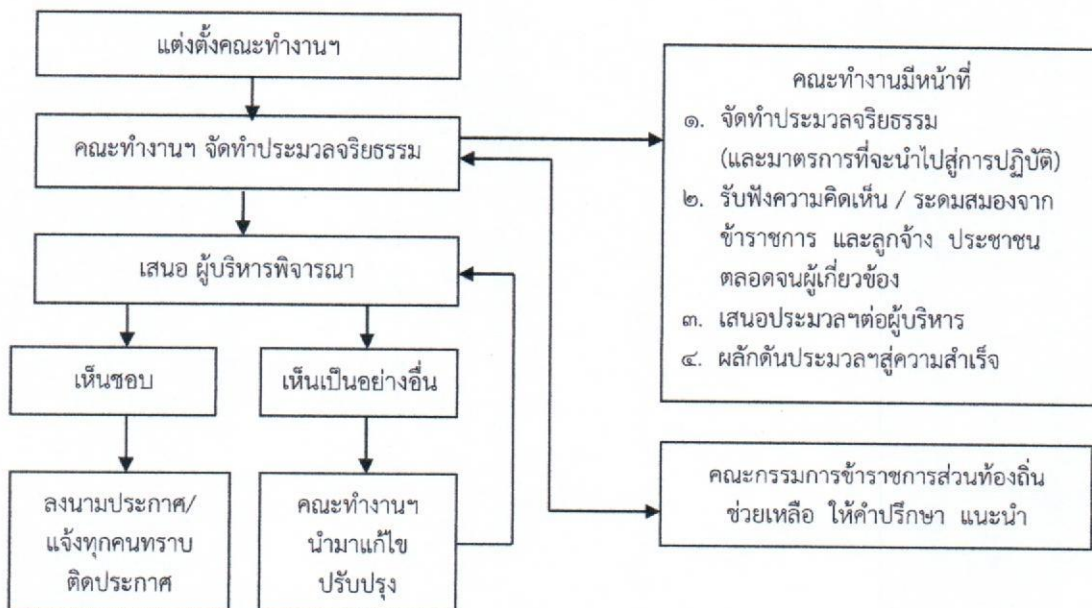 แต่งตั้งคณะทำงานฯ
คณะทำงานฯ จัดทำประมวลจริยธรรม
เสนอ ผู้บริหารพิจารณา
เห็นชอบ
เห็นเป็นอย่างอื่น
ลงนามประกาศ/
แจ้งทุกคนทราบ
ติดประกาศ
คณะทำงานฯ
นำมาแก้ไข
ปรับปรุง
คณะทำงานมีหน้าที่
๑. จัดทำประมวลจริยธรรม
(และมาตรการที่จะนำไปสู่การปฏิบัติ)
๒. รับฟังความคิดเห็น / ระดมสมองจาก
ข้าราชการ และลูกจ้าง ประชาชน
ตลอดจนผู้เกี่ยวข้อง
๓. เสนอประมวลฯต่อผู้บริหาร
๔. ผลักดันประมวลฯสู่ความสำเร็จ
คณะกรรมการข้าราชการส่วนท้องถิ่น
ช่วยเหลือ ให้คำปรึกษา แนะนำ